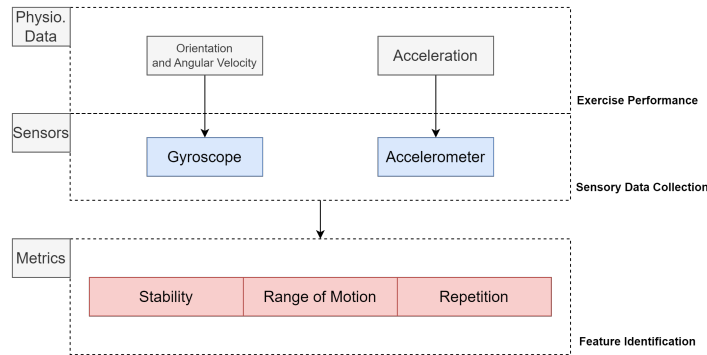 Physio.
Data
Orientation
and Angular Velocity
Acceleration
Exercise Performance
Sensors
Gyroscope
Accelerometer
Sensory Data Collection
Metrics
Stability
Range of Motion
Repetition
Feature Identification